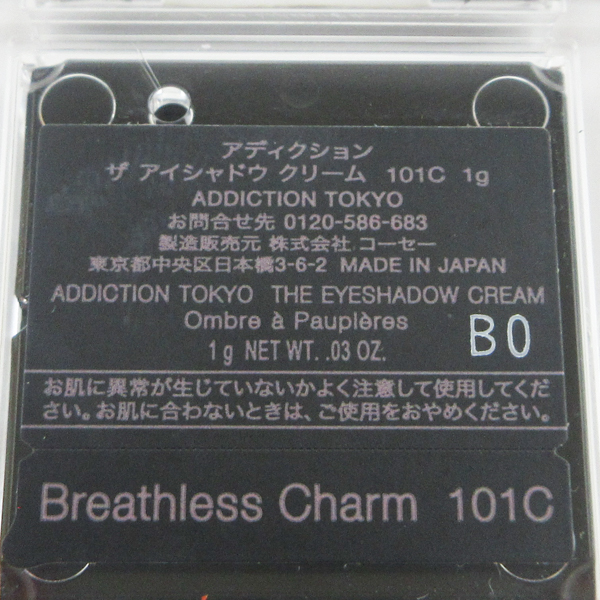 アディクション
ザ アイシャドウ クリーム 101C 1g
ADDICTION TOKYO
お問合せ先 0120-586-683
製造販売元 株式会社 コーセー
東京都中央区日本橋3-6-2 MADE IN JAPAN
ADDICTION TOKYO THE EYESHADOW CREAM
Ombre à Paupières
1 g NET WT. .03 OZ.
B0
お肌に異常が生じていないかよく注意して使用してくだ
さい。お肌に合わないときは、ご使用をおやめください。
Breathless Charm 101C